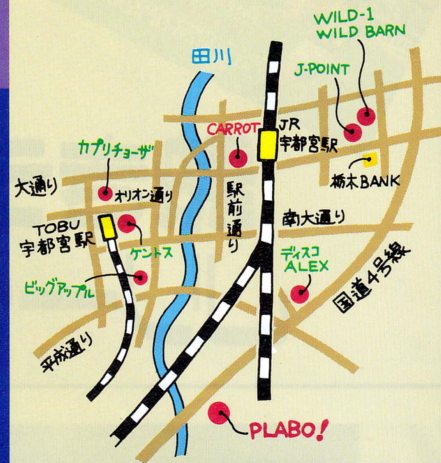 WILD-1
WILD BARN
田川
J-POINT
CARROT
JR
宇都宮駅
カプリチョーザ
栃木BANK
大通り
オリオン通り
駅前通り
南大通り
TOBU
宇都宮駅
ケントス
ディスコ
ALEX
国道4号線
ビッグアップル
平成通り
PLABO!